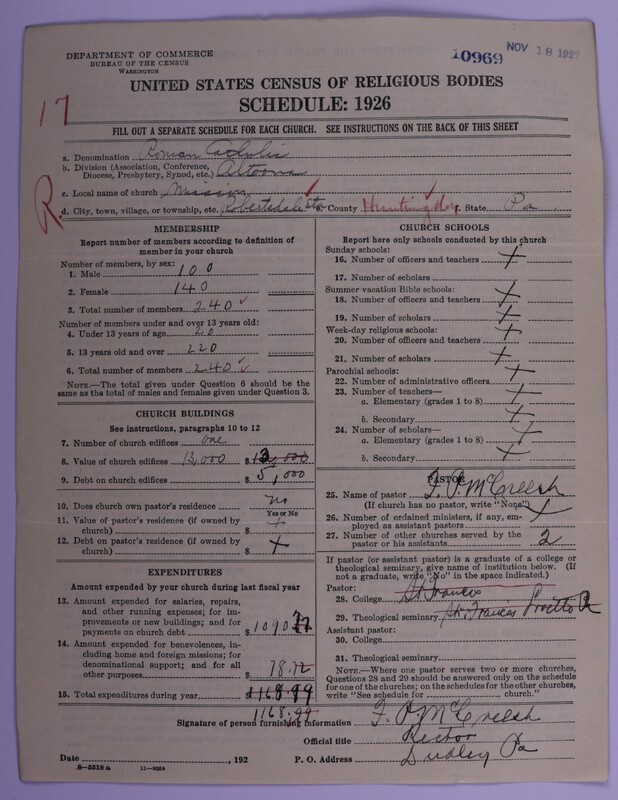 DEPARTMENT OF COMMERCE
BUREAU OF THE CENSUS
WASHINGTON
10969
NOV 18 1927
UNITED STATES CENSUS OF RELIGIOUS BODIES
SCHEDULE: 1926
17
FILL OUT A SEPARATE SCHEDULE FOR EACH CHURCH. SEE INSTRUCTIONS ON THE BACK OF THIS SHEET
a. Denomination Roman Catholic
b. Division (Association, Conference, Diocese, Presbytery, Synod, etc.) Altoona
c. Local name of church Mission
R
d. City, town, village, or township, etc. Robertsdale Sta e. County Huntingdon f. State Pa
MEMBERSHIP
Report number of members according to definition of member in your church
Number of members, by sex:
1. Male 100
2. Female 140
3. Total number of members 240
Number of members under and over 13 years old:
4. Under 13 years of age 20
5. 13 years old and over 220
6. Total number of members 240
NOTE.—The total given under Question 6 should be the same as the total of males and females given under Question 3.
CHURCH BUILDINGS
See instructions, paragraphs 10 to 12
7. Number of church edifices one
8. Value of church edifices 13,000 $
9. Debt on church edifices $ 5,000
10. Does church own pastor's residence? no
Yes or No
11. Value of pastor's residence (if owned by church) $
12. Debt on pastor's residence (if owned by church) $
EXPENDITURES
Amount expended by your church during last fiscal year
13. Amount expended for salaries, repairs, and other running expenses; for improvements or new buildings; and for payments on church debt $ 1090
14. Amount expended for benevolences, including home and foreign missions; for denominational support; and for all other purposes $ 78.
15. Total expenditures during year $ 1168.99
1168.99
CHURCH SCHOOLS
Report here only schools conducted by this church
Sunday schools:
16. Number of officers and teachers
17. Number of scholars
Summer vacation Bible schools:
18. Number of officers and teachers
19. Number of scholars
Week-day religious schools:
20. Number of officers and teachers
21. Number of scholars
Parochial schools:
22. Number of administrative officers
23. Number of teachers—
a. Elementary (grades 1 to 8)
b. Secondary
24. Number of scholars—
a. Elementary (grades 1 to 8)
b. Secondary
PASTOR
25. Name of pastor F. P. McCreesh
(If church has no pastor, write "None")
26. Number of ordained ministers, if any, employed as assistant pastors
27. Number of other churches served by the pastor or his assistants 2
If pastor (or assistant pastor) is a graduate of a college or theological seminary, give name of institution below. (If not a graduate, write "No" in the space indicated.)
Pastor:
28. College St Francis
29. Theological seminary St. Francis Loretto
Assistant pastor:
30. College
31. Theological seminary
NOTE.—Where one pastor serves two or more churches, Questions 28 and 29 should be answered only on the schedule for one of the churches; on the schedules for the other churches, write "See schedule for church."
Signature of person furnishing information F. P. McCreesh
Official title Rector
Date , 192 P. O. Address Dudley Pa
8—5518 a 11—9264